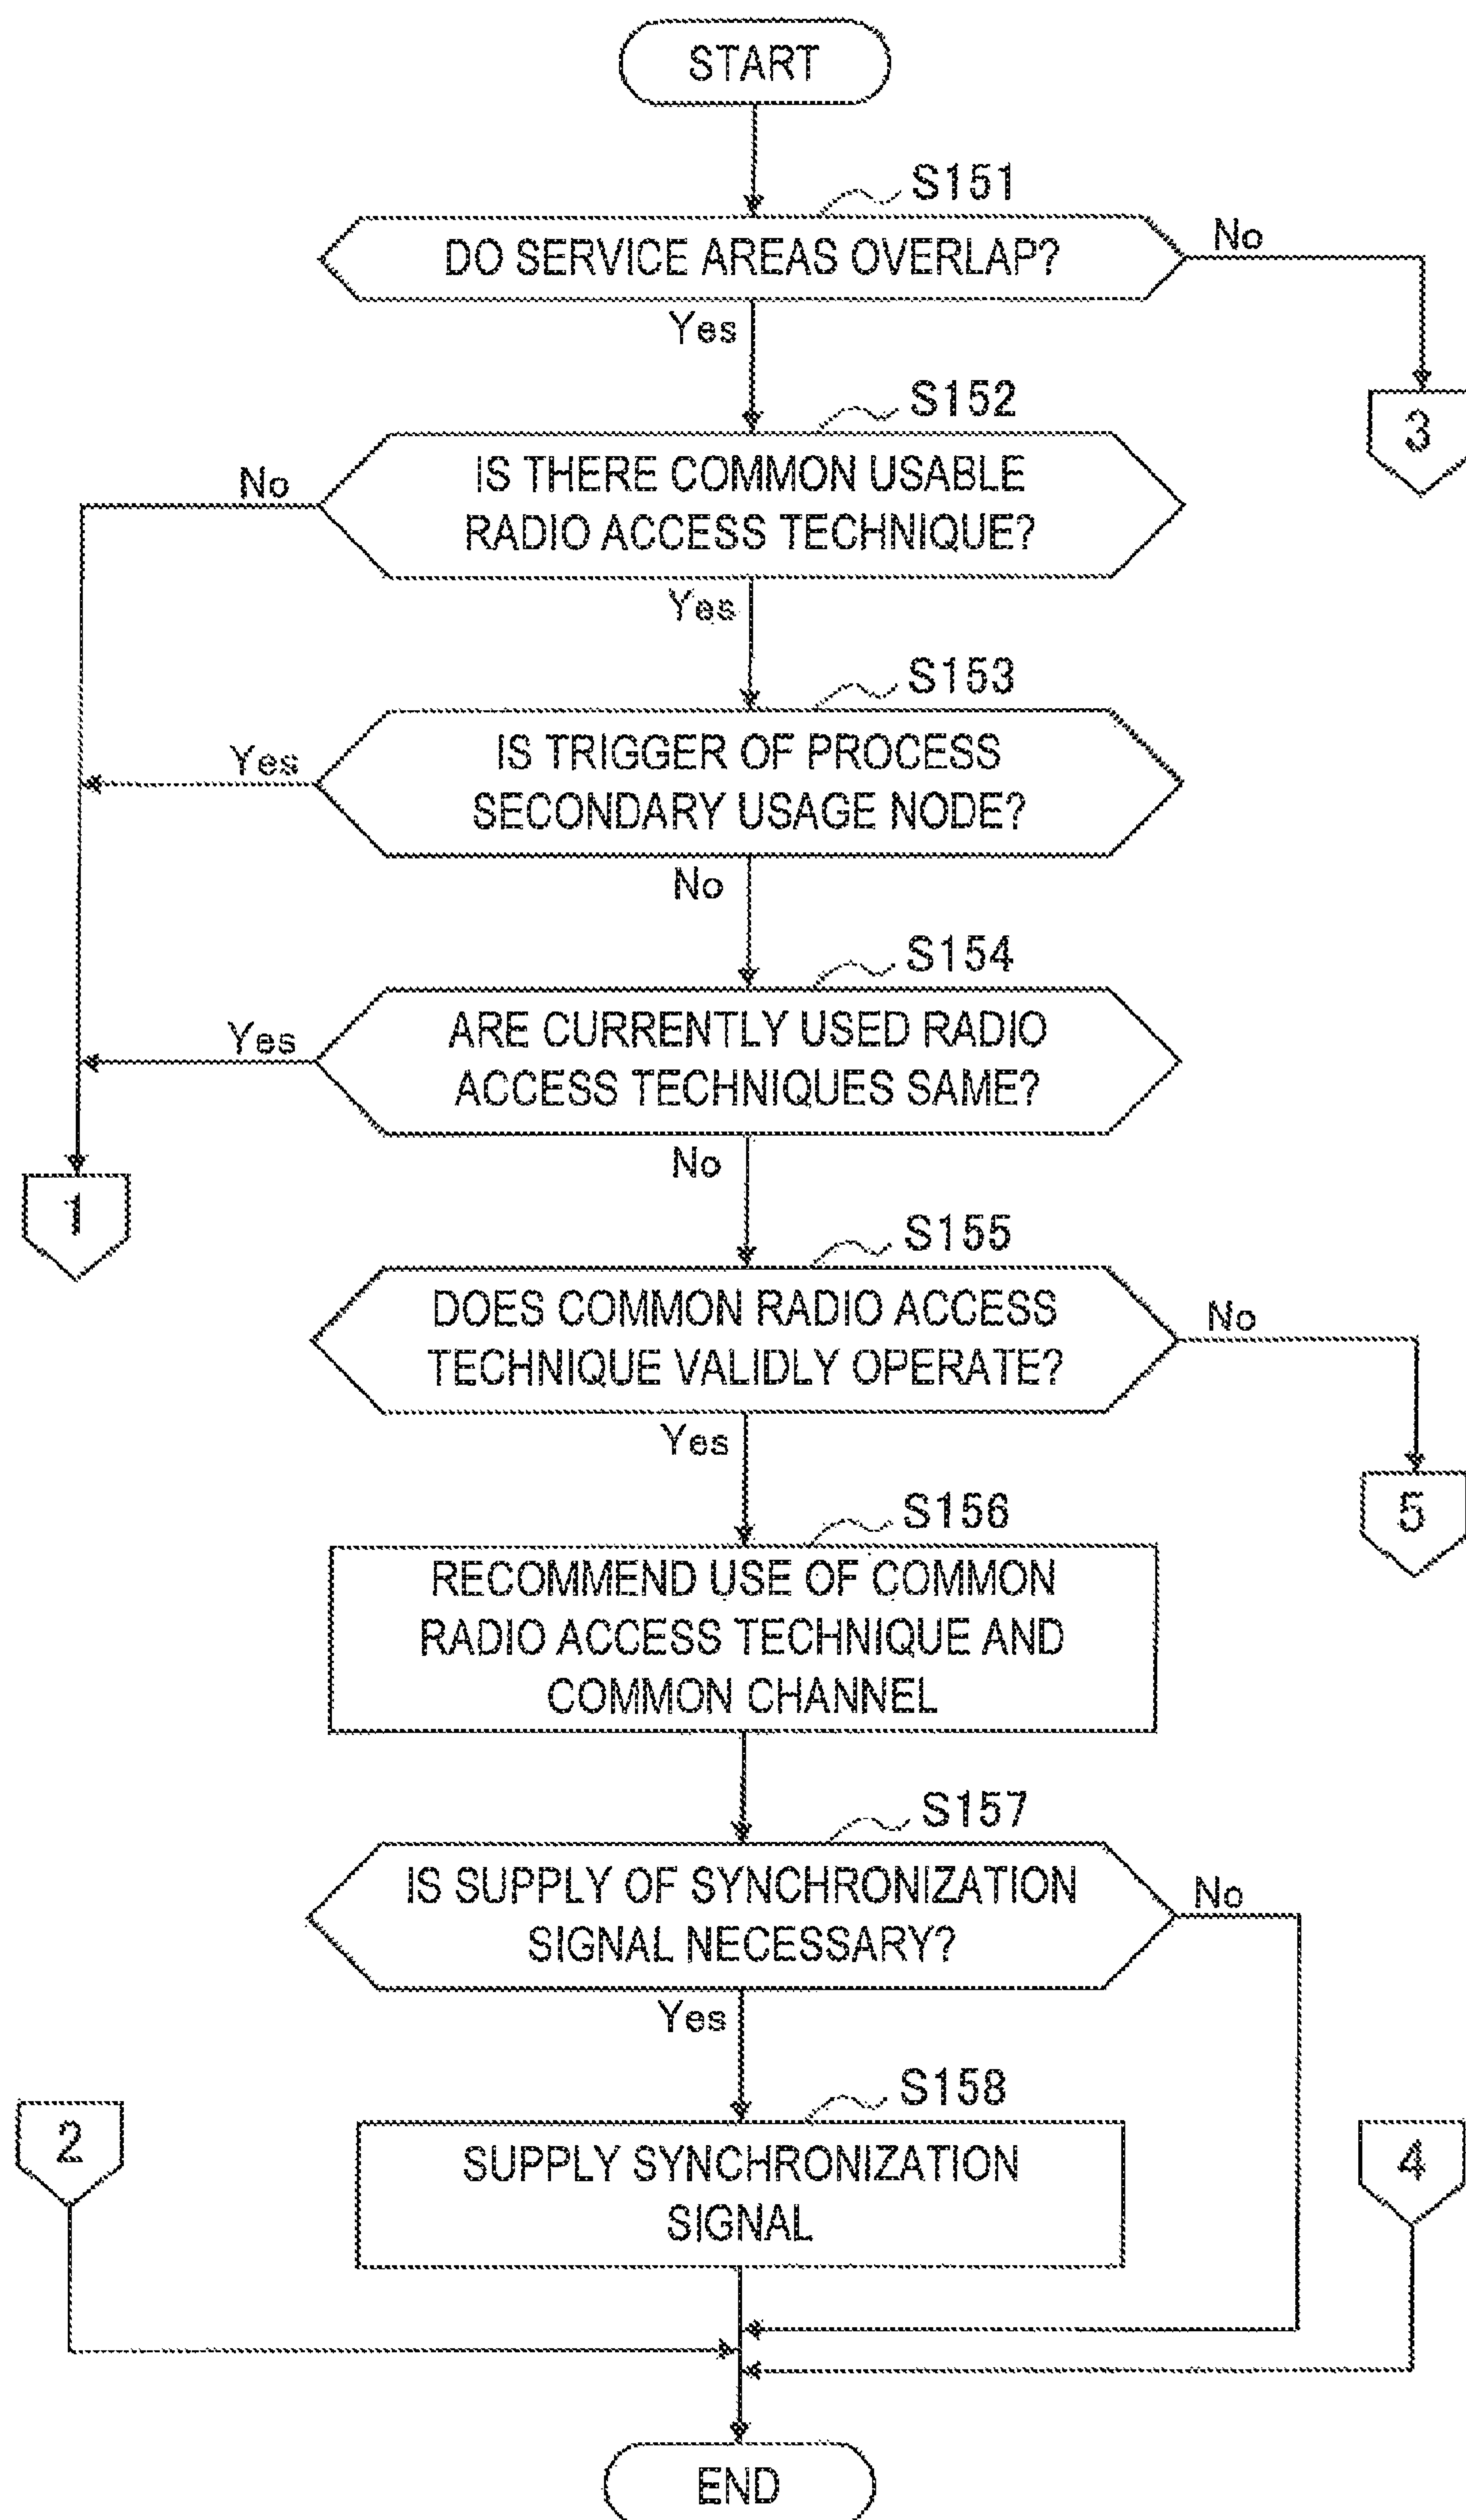 START
S151
DO SERVICE AREAS OVERLAP?
No
Yes
3
S152
IS THERE COMMON USABLE
RADIO ACCESS TECHNIQUE?
No
Yes
S153
IS TRIGGER OF PROCESS
SECONDARY USAGE NODE?
Yes
No
S154
ARE CURRENTLY USED RADIO
ACCESS TECHNIQUES SAME?
Yes
No
1
S155
DOES COMMON RADIO ACCESS
TECHNIQUE VALIDLY OPERATE?
No
Yes
5
S156
RECOMMEND USE OF COMMON
RADIO ACCESS TECHNIQUE AND
COMMON CHANNEL
S157
IS SUPPLY OF SYNCHRONIZATION
SIGNAL NECESSARY?
No
Yes
S158
2
SUPPLY SYNCHRONIZATION
SIGNAL
4
END